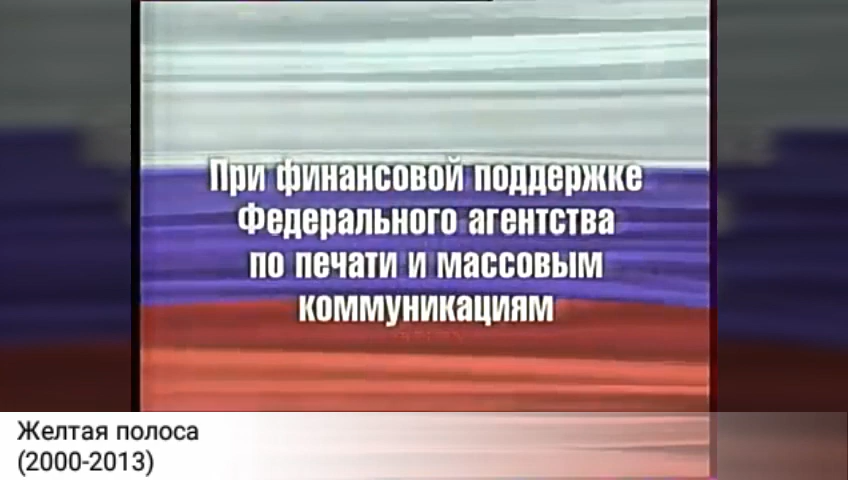 При финансовой поддержке
Федерального агентства
по печати и массовым
коммуникациям
Желтая полоса
(2000-2013)